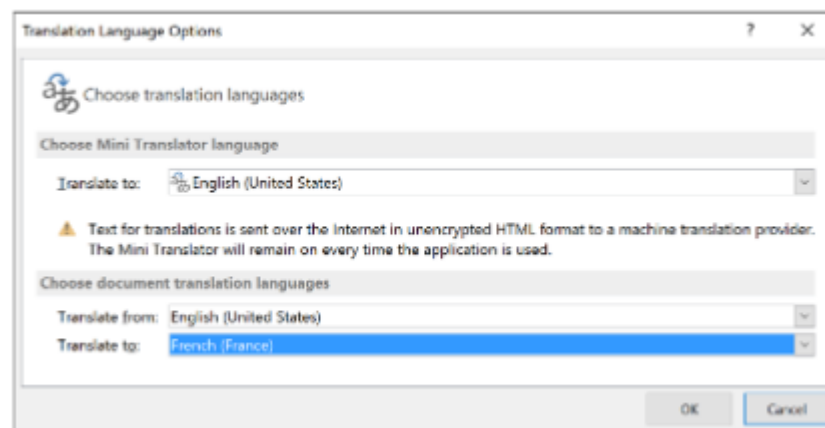 Translation Language Options
Choose translation languages
Choose Mini Translator language
Translate to: English (United States)
Text for translations is sent over the Internet in unencrypted HTML format to a machine translation provider.
The Mini Translator will remain on every time the application is used.
Choose document translation languages
Translate from: English (United States)
Translate to: French (France)
OK Cancel